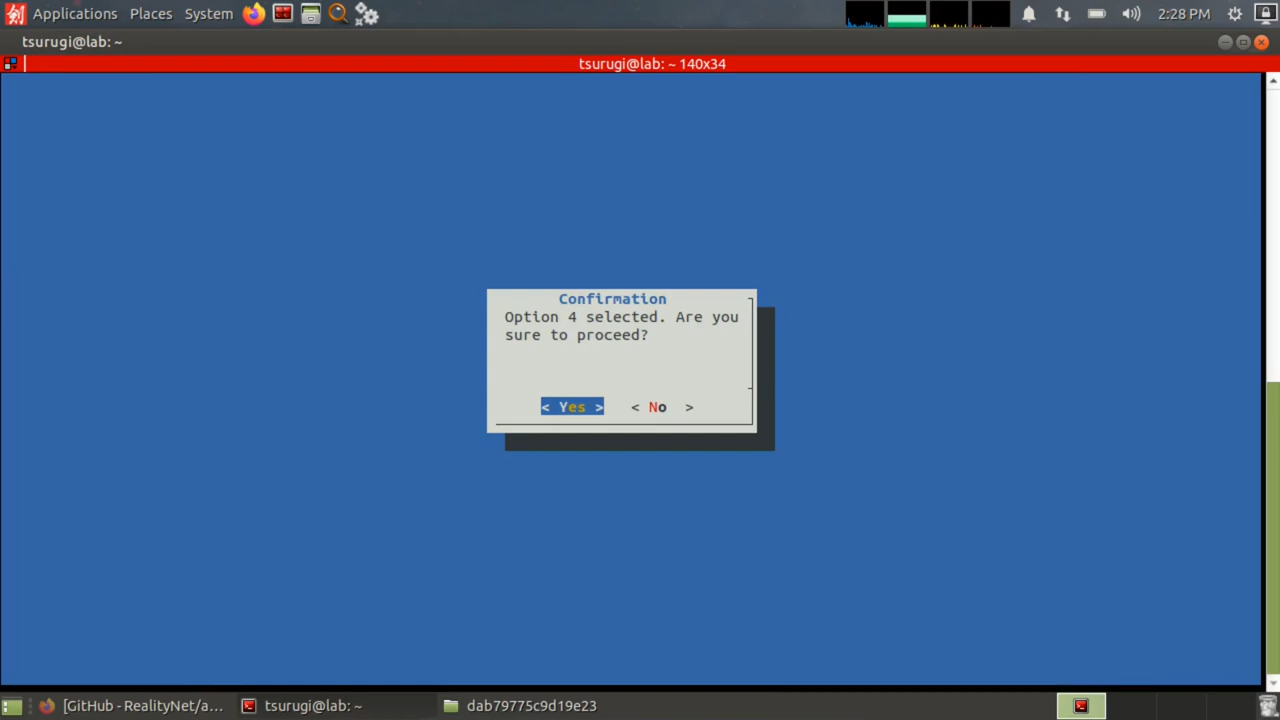 Applications Places System 2:28 PM
tsurugi@lab: ~
tsurugi@lab: ~ 140x34
Confirmation
Option 4 selected. Are you
sure to proceed?
< Yes > < No >
[GitHub - RealityNet/a... tsurugi@lab: ~ dab79775c9d19e23